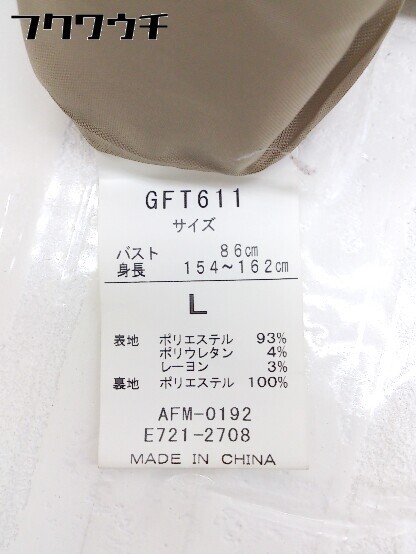 フクワウチ
GFT611
サイズ
バスト 86cm
身長 154～162cm
L
表地 ポリエステル 93%
ポリウレタン 4%
レーヨン 3%
裏地 ポリエステル 100%
AFM-0192
E721-2708
MADE IN CHINA